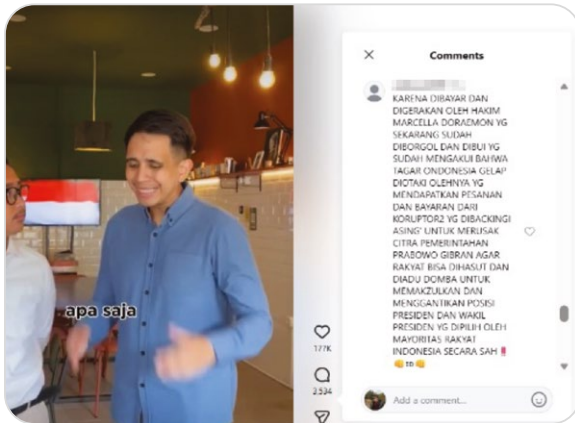 apa saja
177K
3,534
Comments
KARENA DIBAYAR DAN
DIGERAKAN OLEH HAKIM
MARCELLA DORAEMON YG
SEKARANG SUDAH
DIBORGOL DAN DIBUI YG
SUDAH MENGAKUI BAHWA
TAGAR ONDONESIA GELAP
DIOTAKI OLEHNYA YG
MENDAPATKAN PESANAN
DAN BAYARAN DARI
KORUPTOR2 YG DIBACKINGI
ASING' UNTUK MERUSAK
CITRA PEMERINTAHAN
PRABOWO GIBRAN AGAR
RAKYAT BISA DIHASUT DAN
DIADU DOMBA UNTUK
MEMAKZULKAN DAN
MENGGANTIKAN POSISI
PRESIDEN DAN WAKIL
PRESIDEN YG DIPILIH OLEH
MAYORITAS RAKYAT
INDONESIA SECARA SAH
Add a comment...